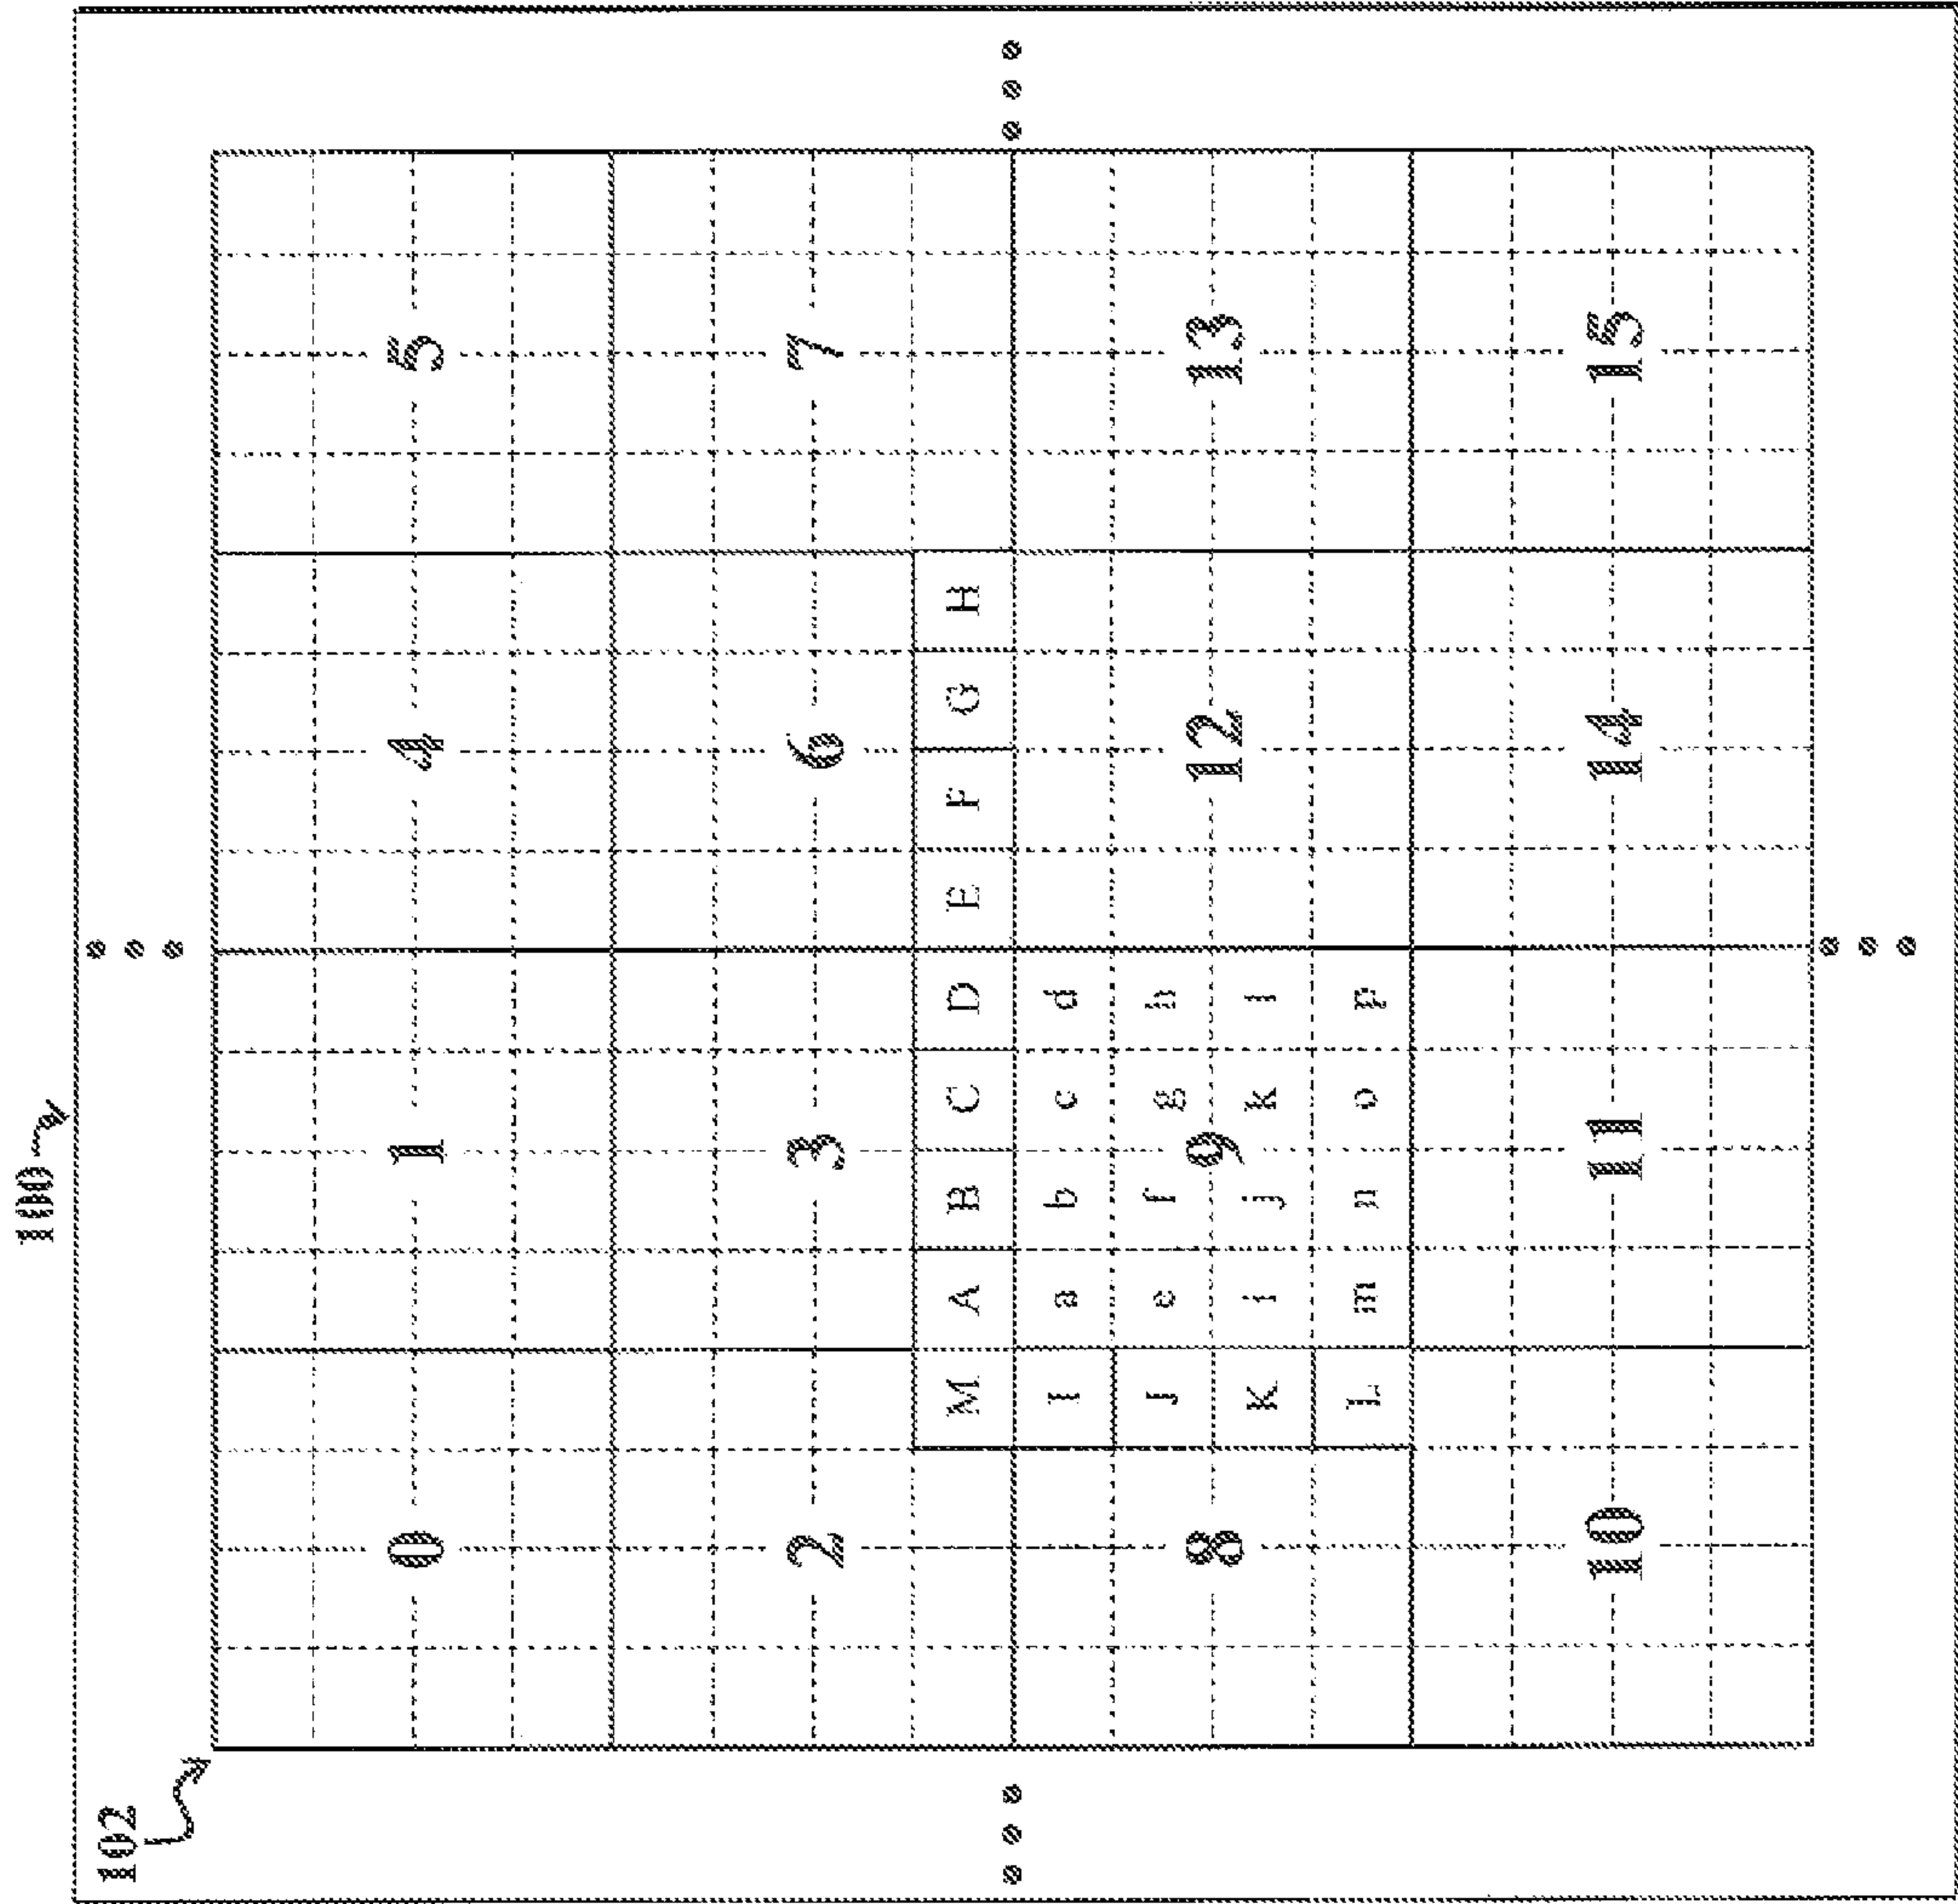 100
102
0 1 4 5
2 3 6 7
M A B C D E F G H
I a b c d
J e f g h
8 9 12 13
K i j k l
L m n o p
10 11 14 15